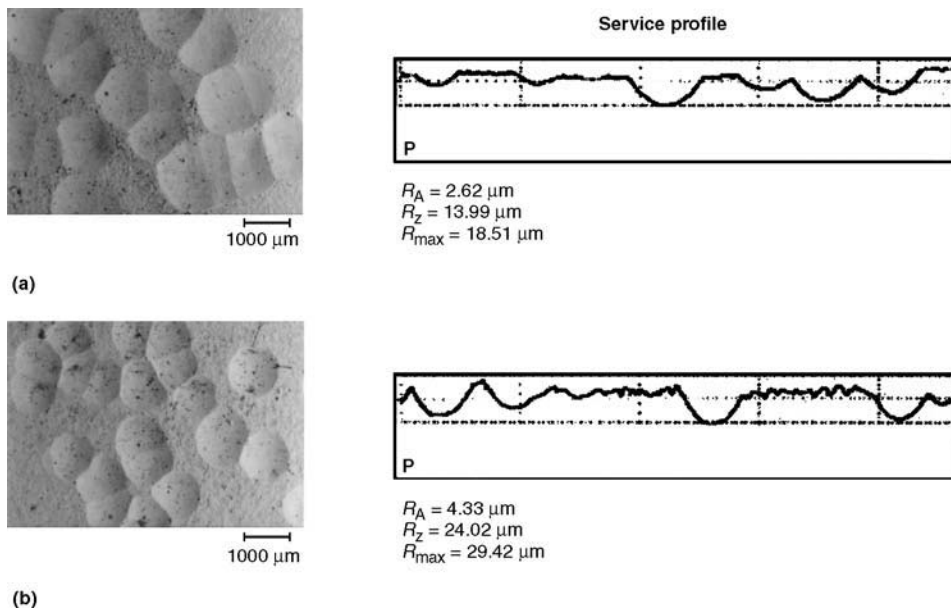 Service profile
P
R_A = 2.62 µm
R_z = 13.99 µm
R_max = 18.51 µm
1000 µm
(a)
P
R_A = 4.33 µm
R_z = 24.02 µm
R_max = 29.42 µm
1000 µm
(b)